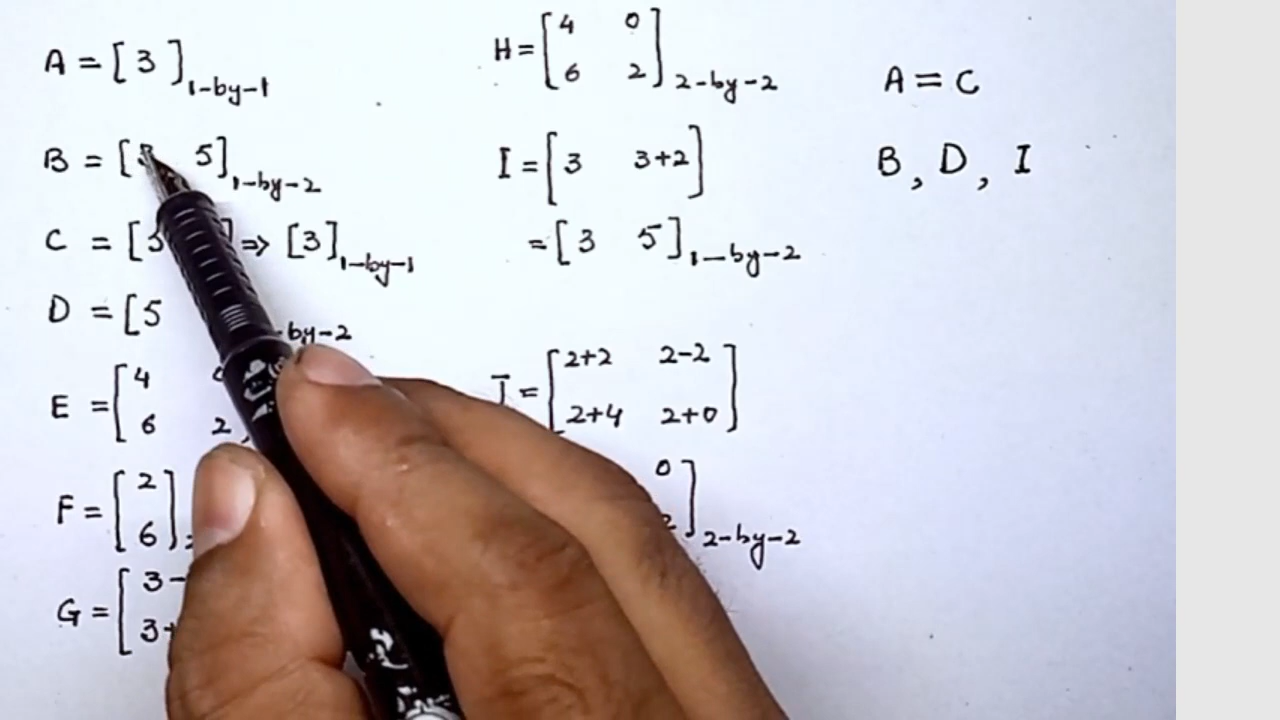 A = [ 3 ] 1-by-1
B = [ 5 ] 1-by-2
C = [ ] => [ 3 ] 1-by-1
D = [ 5 by-2
E = [ 4
6 2
F = [ 2
6 ]
G = [ 3-
3+
H = [ 4 0
6 2 ] 2-by-2
I = [ 3 3+2 ]
= [ 3 5 ] 1-by-2
J = [ 2+2 2-2
2+4 2+0 ]
0
2 ] 2-by-2
A = C
B , D , I